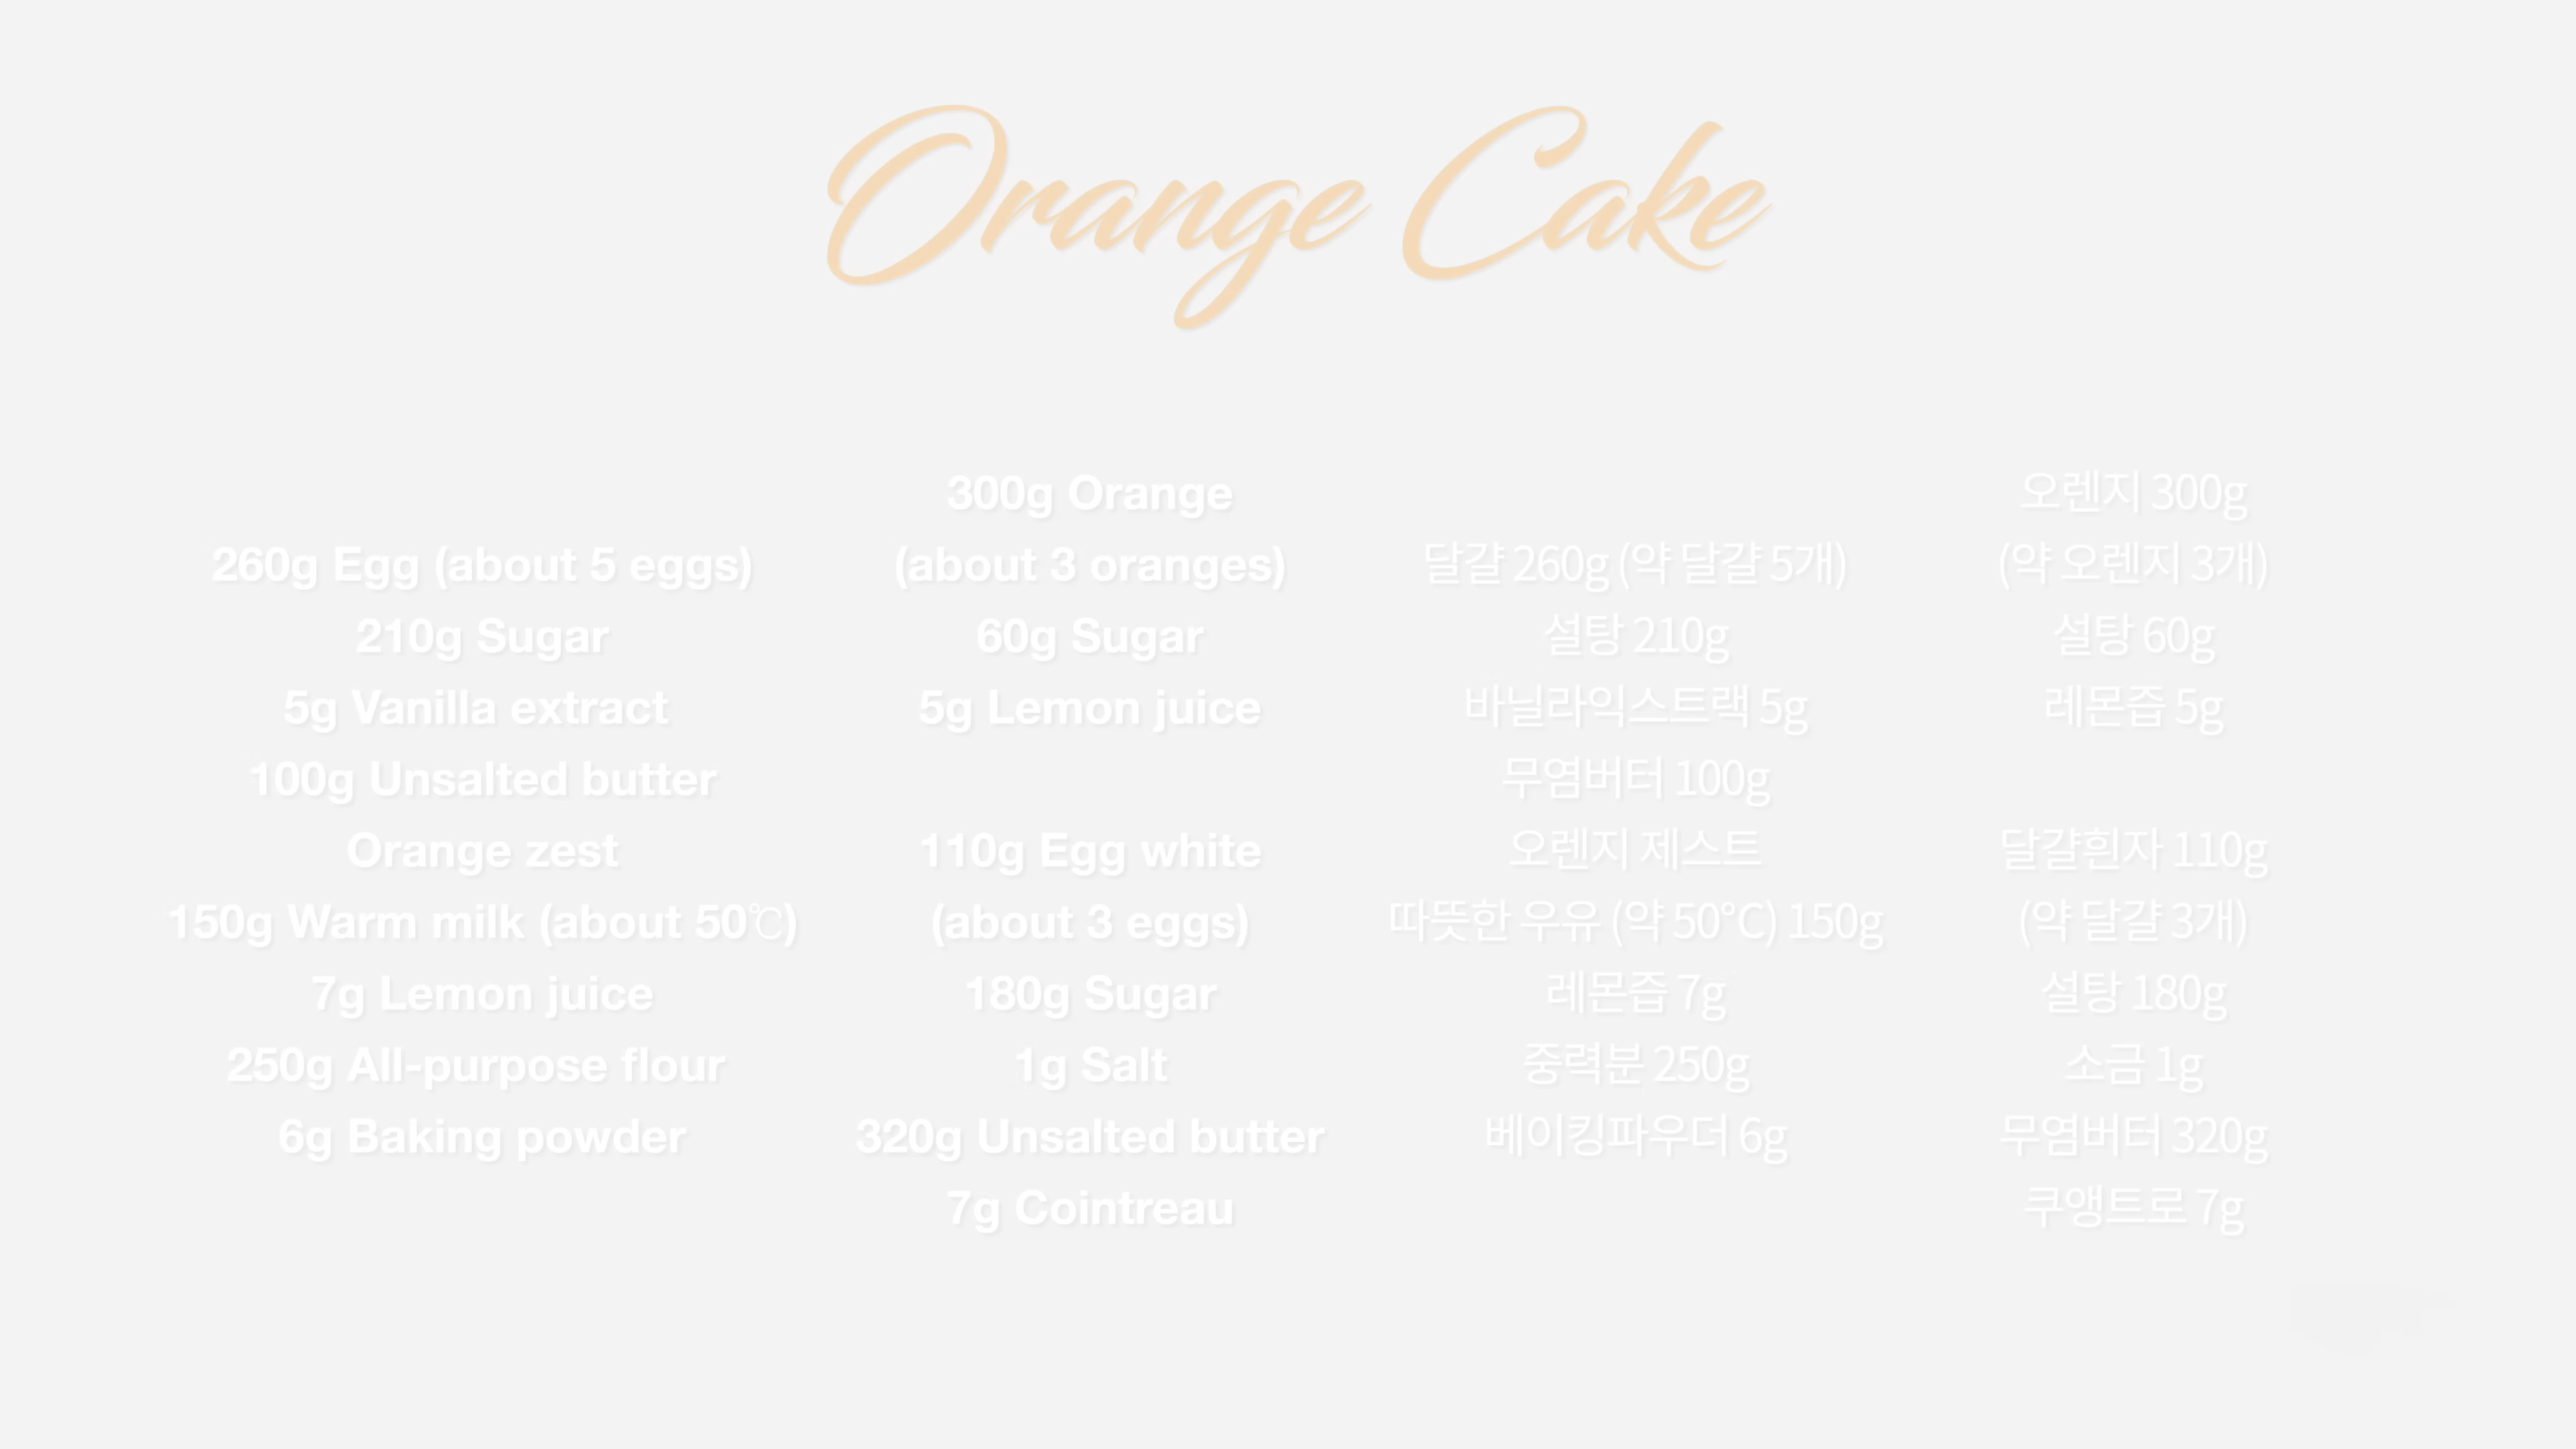 Orange Cake
260g Egg (about 5 eggs)
210g Sugar
5g Vanilla extract
100g Unsalted butter
Orange zest
150g Warm milk (about 50℃)
7g Lemon juice
250g All-purpose flour
6g Baking powder
300g Orange
(about 3 oranges)
60g Sugar
5g Lemon juice
110g Egg white
(about 3 eggs)
180g Sugar
1g Salt
320g Unsalted butter
7g Cointreau
달걀 260g (약 달걀 5개)
설탕 210g
바닐라익스트랙 5g
무염버터 100g
오렌지 제스트
따뜻한 우유 (약 50°C) 150g
레몬즙 7g
중력분 250g
베이킹파우더 6g
오렌지 300g
(약 오렌지 3개)
설탕 60g
레몬즙 5g
달걀흰자 110g
(약 달걀 3개)
설탕 180g
소금 1g
무염버터 320g
쿠앵트로 7g